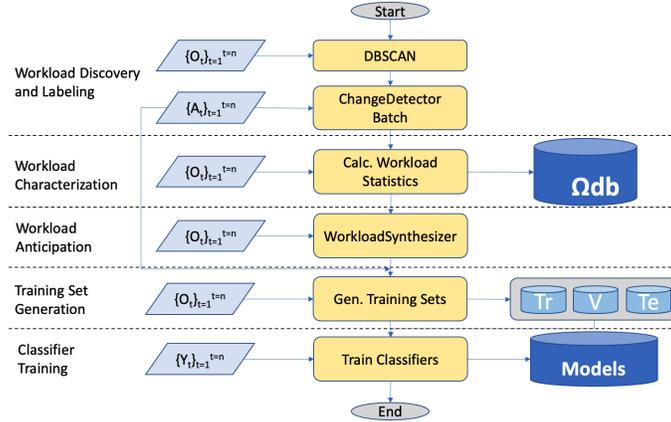 Start
{Oₜ}ₜ₌₁ᵗ⁼ⁿ
DBSCAN
Workload Discovery
and Labeling
{Aₜ}ₜ₌₁ᵗ⁼ⁿ
ChangeDetector
Batch
Workload
Characterization
{Oₜ}ₜ₌₁ᵗ⁼ⁿ
Calc. Workload
Statistics
Ωdb
Workload
Anticipation
{Oₜ}ₜ₌₁ᵗ⁼ⁿ
WorkloadSynthesizer
Training Set
Generation
{Oₜ}ₜ₌₁ᵗ⁼ⁿ
Gen. Training Sets
Tr V Te
Classifier
Training
{Yₜ}ₜ₌₁ᵗ⁼ⁿ
Train Classifiers
Models
End